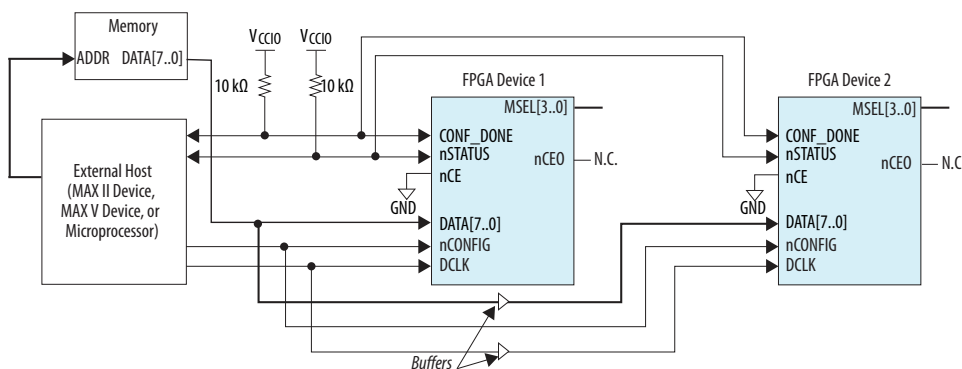 Memory
ADDR DATA[7..0]
VCCIO VCCIO
10 kΩ 10 kΩ
FPGA Device 1
MSEL[3..0]
CONF_DONE
nSTATUS
nCE
nCEO N.C.
GND
DATA[7..0]
nCONFIG
DCLK
FPGA Device 2
MSEL[3..0]
CONF_DONE
nSTATUS
nCE
nCEO N.C
GND
DATA[7..0]
nCONFIG
DCLK
External Host
(MAX II Device,
MAX V Device, or
Microprocessor)
Buffers